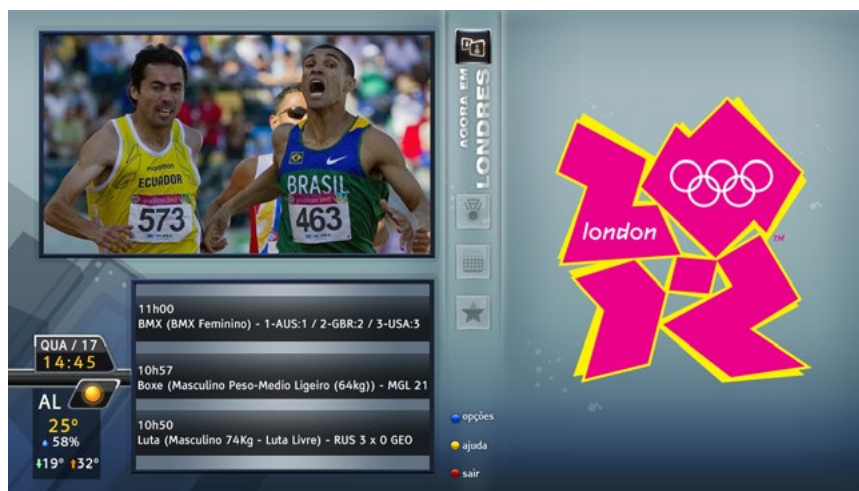 marathon
ECUADOR
573
BRASIL
463
AGORA EM
LONDRES
london
TM
11h00
BMX (BMX Feminino) - 1-AUS:1 / 2-GBR:2 / 3-USA:3
10h57
Boxe (Masculino Peso-Medio Ligeiro (64kg)) - MGL 21
10h50
Luta (Masculino 74Kg - Luta Livre) - RUS 3 x 0 GEO
QUA / 17
14:45
AL
25°
58%
19° 32°
opções
ajuda
sair